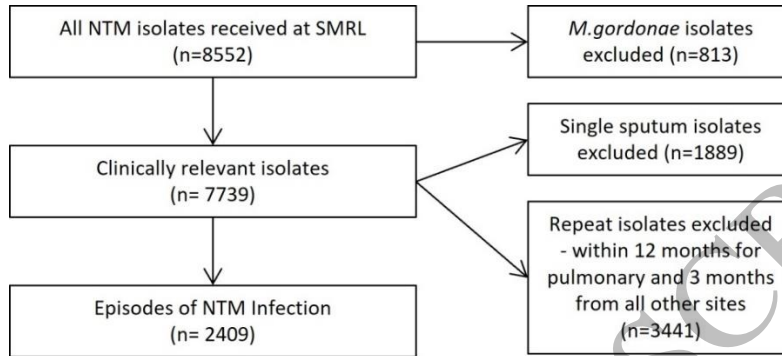 All NTM isolates received at SMRL
(n=8552)
M.gordonae isolates
excluded (n=813)
Clinically relevant isolates
(n= 7739)
Single sputum isolates
excluded (n=1889)
Repeat isolates excluded
- within 12 months for
pulmonary and 3 months
from all other sites
(n=3441)
Episodes of NTM Infection
(n= 2409)